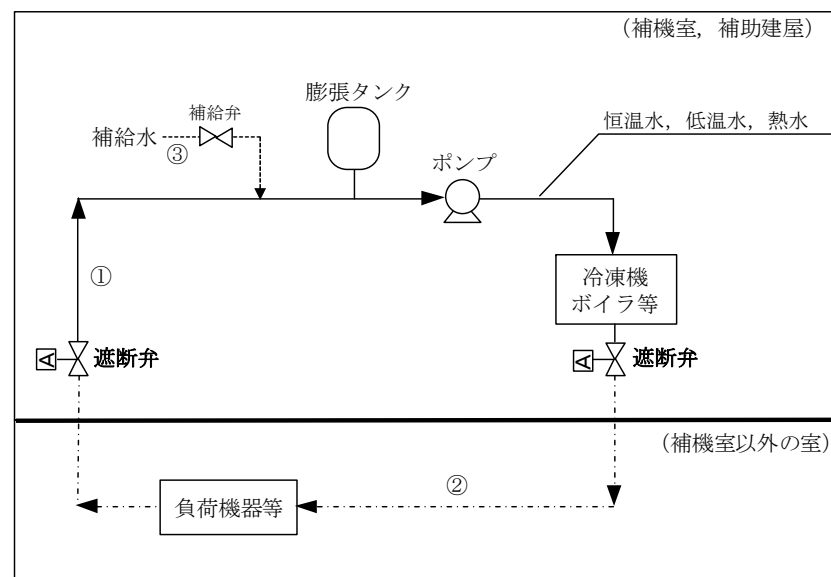 (補機室，補助建屋)
膨張タンク
補給弁
補給水
③
恒温水，低温水，熱水
ポンプ
①
冷凍機
ボイラ等
A
遮断弁
A
遮断弁
(補機室以外の室)
②
負荷機器等